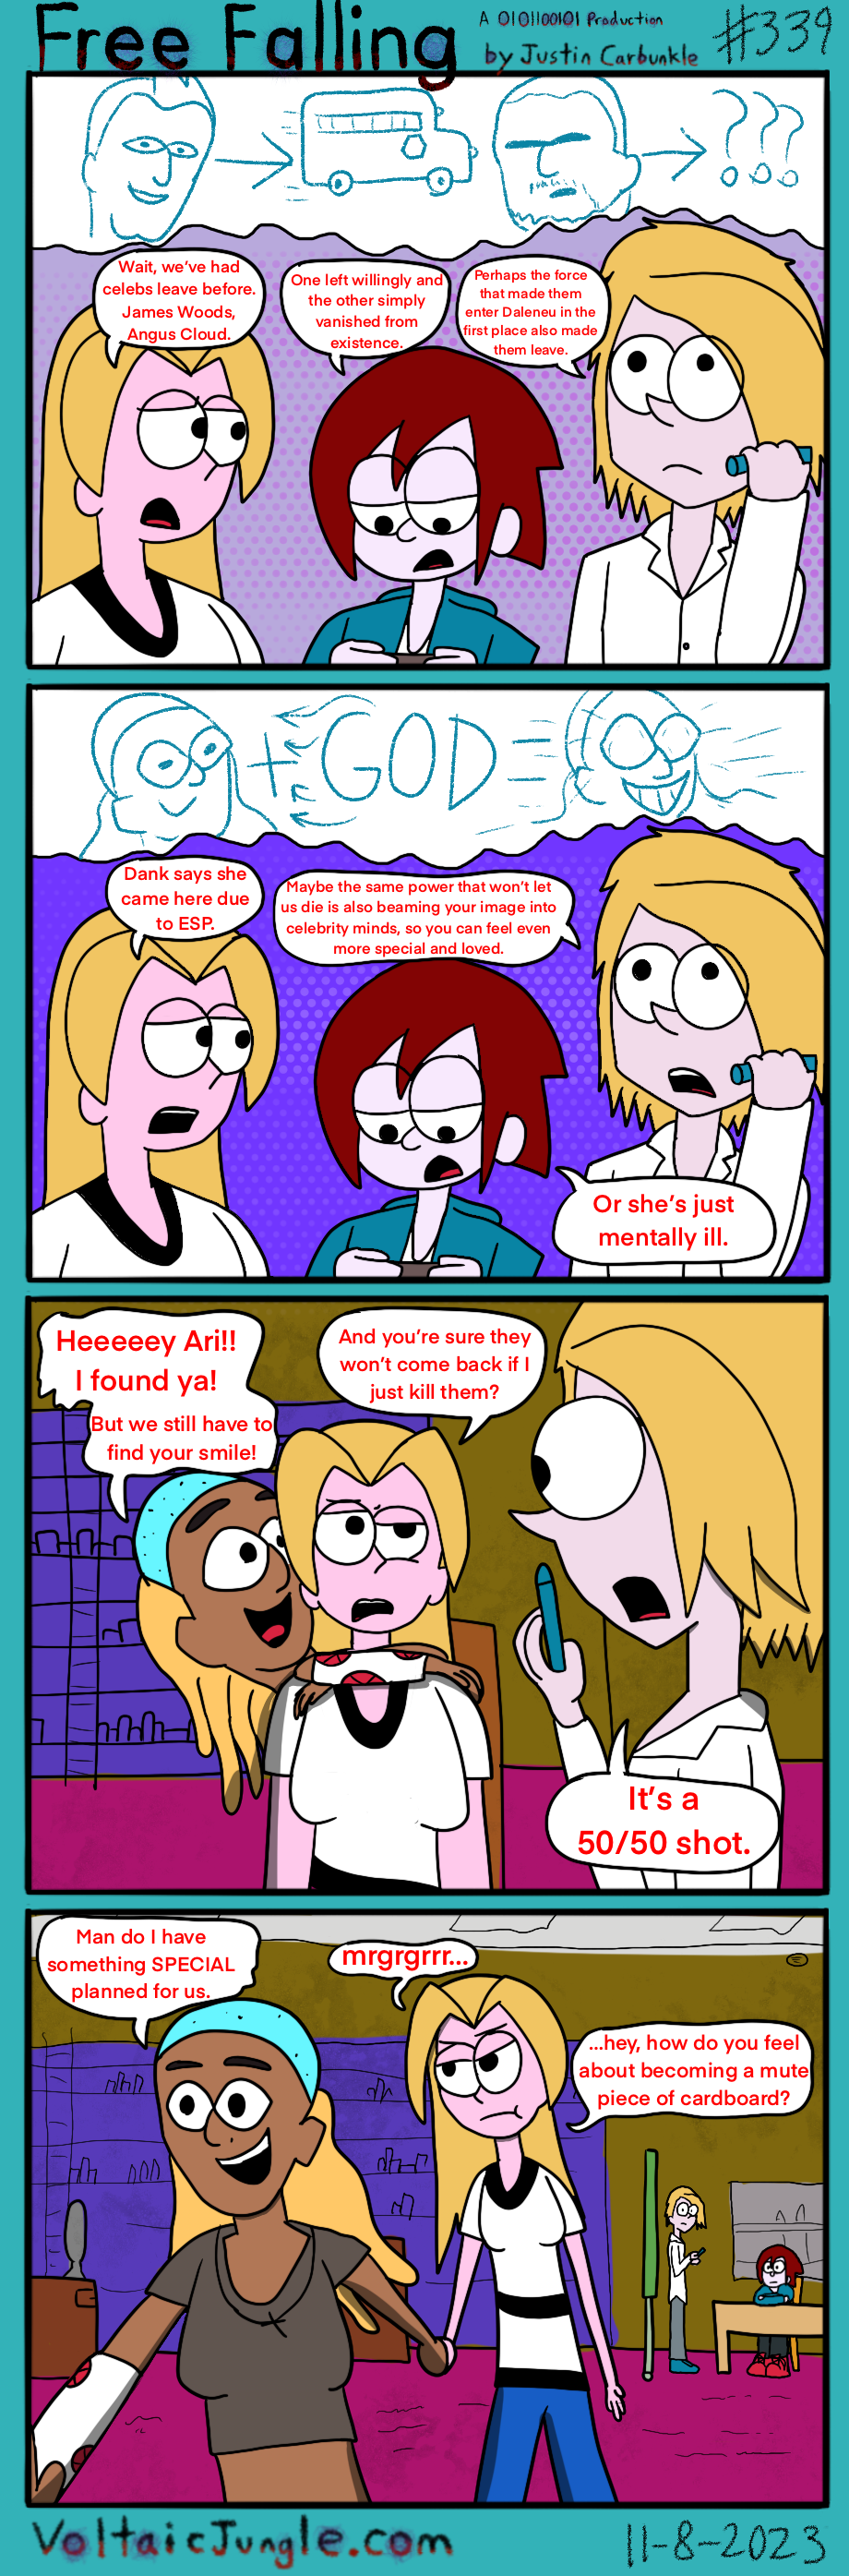 Free Falling
A 0101100101 Production
by Justin Carbunkle
#339
???
Wait, we've had
celebs leave before.
James Woods,
Angus Cloud.
One left willingly and
the other simply
vanished from
existence.
Perhaps the force
that made them
enter Daleneu in the
first place also made
them leave.
+ GOD =
Dank says she
came here due
to ESP.
Maybe the same power that won't let
us die is also beaming your image into
celebrity minds, so you can feel even
more special and loved.
Or she's just
mentally ill.
Heeeeey Ari!!
I found ya!
But we still have to
find your smile!
And you're sure they
won't come back if I
just kill them?
It's a
50/50 shot.
Man do I have
something SPECIAL
planned for us.
mrgrgrrr...
...hey, how do you feel
about becoming a mute
piece of cardboard?
VoltaicJungle.com
11-8-2023